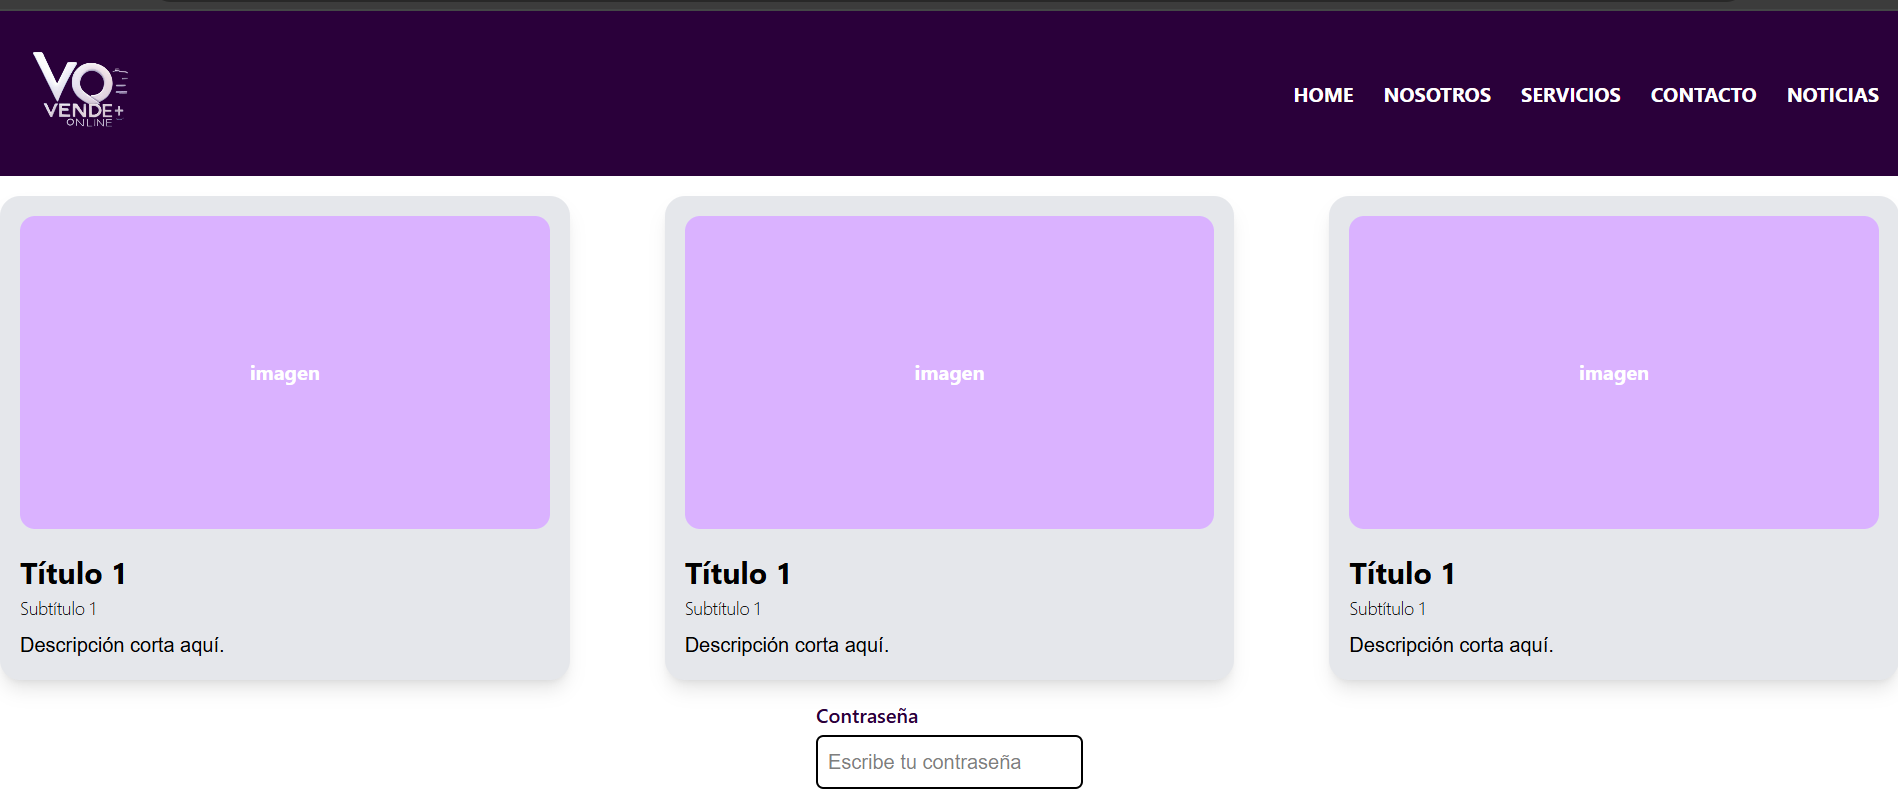 VO
VENDE+
ONLINE
HOME NOSOTROS SERVICIOS CONTACTO NOTICIAS
imagen imagen imagen
Título 1 Título 1 Título 1
Subtítulo 1 Subtítulo 1 Subtítulo 1
Descripción corta aquí. Descripción corta aquí. Descripción corta aquí.
Contraseña
Escribe tu contraseña